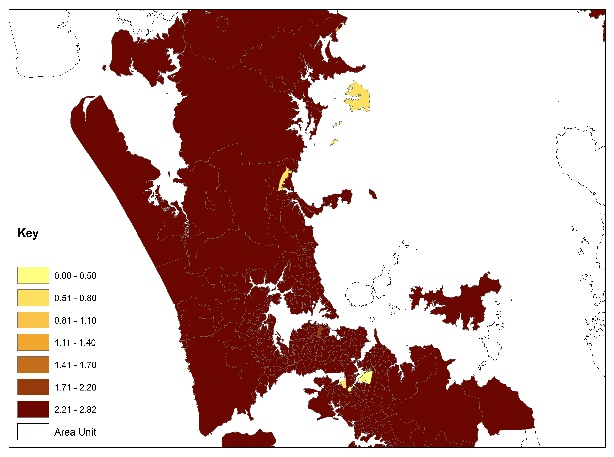 Key
0.00 - 0.50
0.51 - 0.80
0.81 - 1.10
1.11 - 1.40
1.41 - 1.70
1.71 - 2.20
2.21 - 2.82
Area Unit